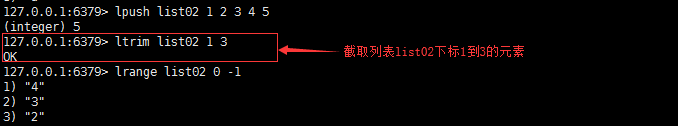 127.0.0.1:6379> lpush list02 1 2 3 4 5
(integer) 5
127.0.0.1:6379> ltrim list02 1 3
OK
截取列表list02下标1到3的元素
127.0.0.1:6379> lrange list02 0 -1
1) "4"
2) "3"
3) "2"